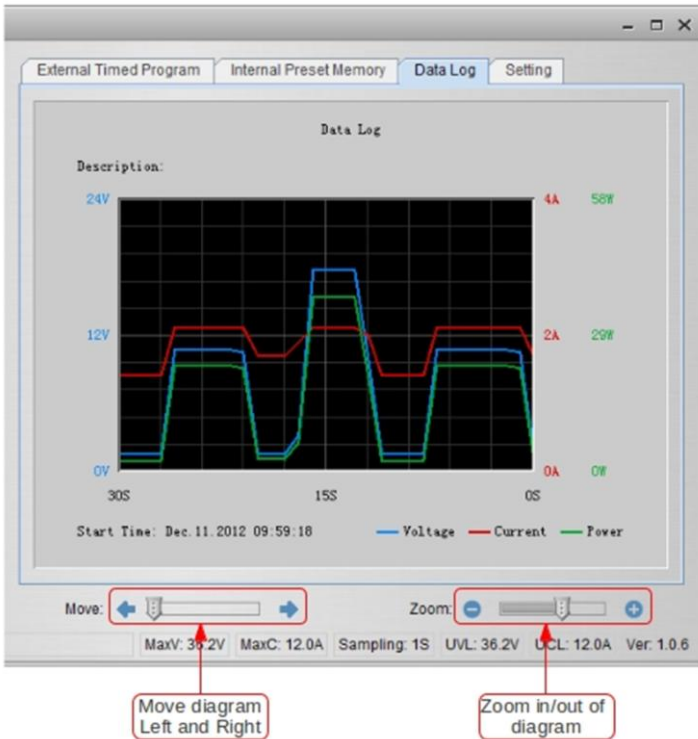 External Timed Program Internal Preset Memory Data Log Setting
Data Log
Description:
24V 4A 58W
12V 2A 29W
0V 0A 0W
30S 15S 0S
Start Time: Dec.11.2012 09:59:18 Voltage Current Power
Move: Zoom:
MaxV: 36.2V MaxC: 12.0A Sampling: 1S UVL: 36.2V UCL: 12.0A Ver: 1.0.6
Move diagram Zoom in/out of
Left and Right diagram